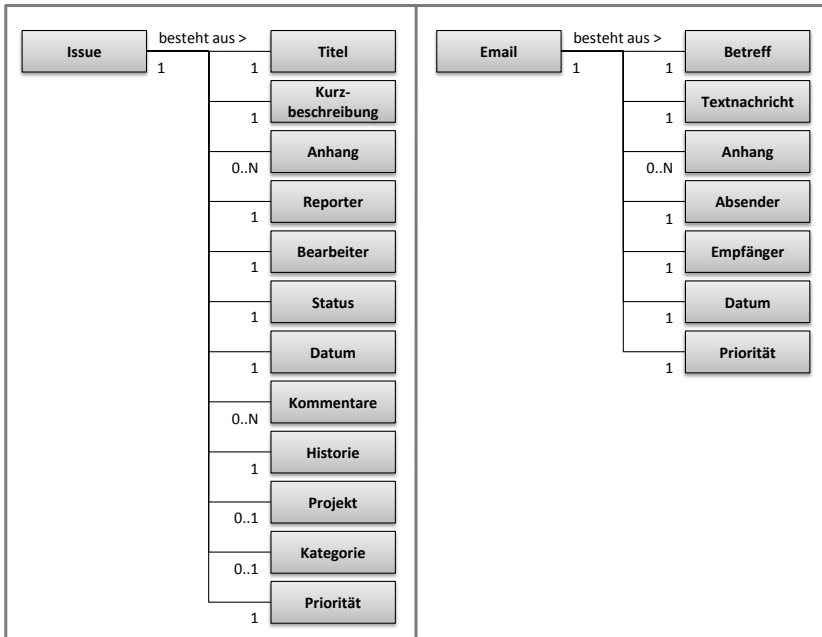 besteht aus >
Issue
Titel
1
1
Kurz-
beschreibung
1
Anhang
0..N
Reporter
1
Bearbeiter
1
Status
1
Datum
1
Kommentare
0..N
Historie
1
Projekt
0..1
Kategorie
0..1
Priorität
1
besteht aus >
Email
Betreff
1
1
Textnachricht
1
Anhang
0..N
Absender
1
Empfänger
1
Datum
1
Priorität
1